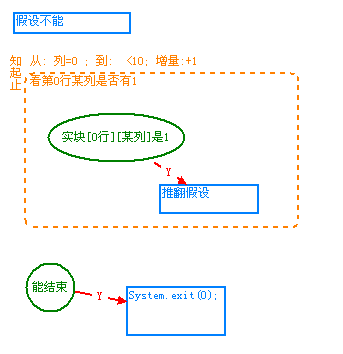 假设不能
知起止
从: 列=0 ; 到: <10; 增量:+1
看第0行某列是否有1
实块[0行][某列]是1
Y
推翻假设
能结束
Y
System.exit(0);